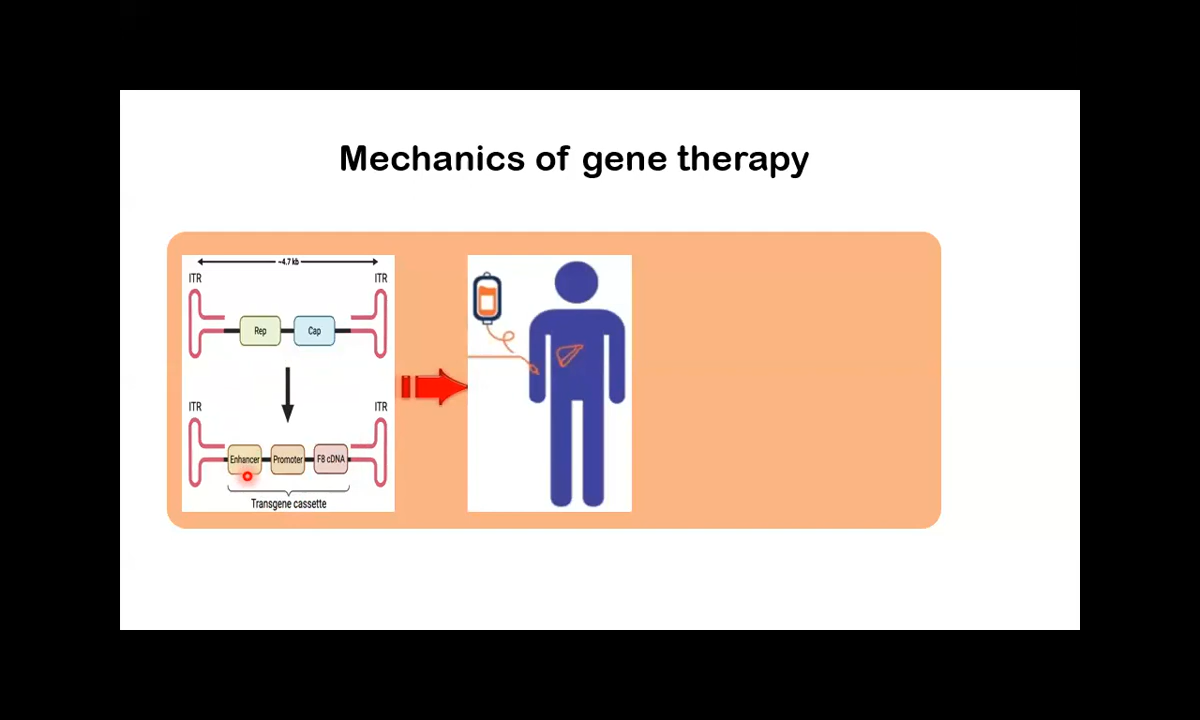 Mechanics of gene therapy
~4.7 kb
ITR ITR
Rep Cap
ITR ITR
Enhancer Promoter F8 cDNA
Transgene cassette